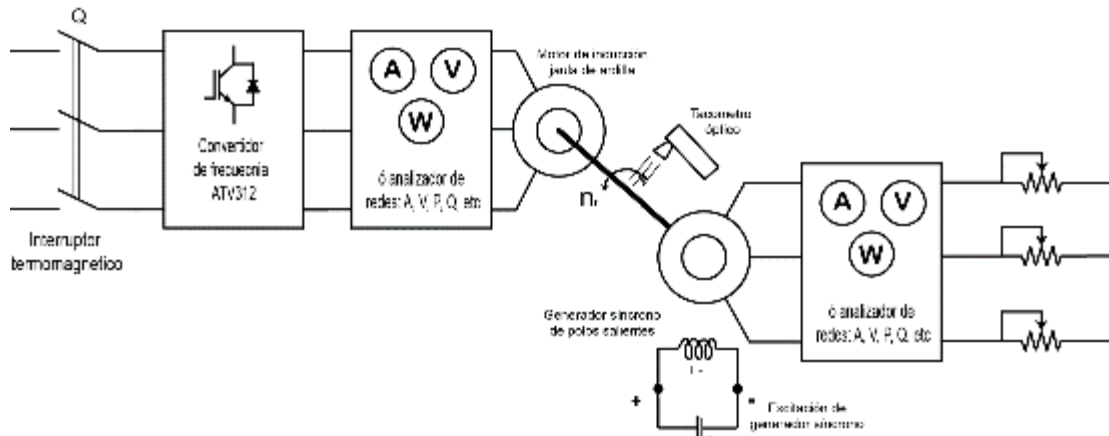 Q
Convertidor
de frecuecnia
ATV312
Interruptor
termomagnetico
A
V
W
ó analizador de
redes: A, V, P, Q, etc
Motor de inducción
jaula de ardilla
Tacometro
óptico
n
Generador síncrono
de polos salientes
+
-
Excitación de
generador síncrono
A
V
W
ó analizador de
redes: A, V, P, Q, etc